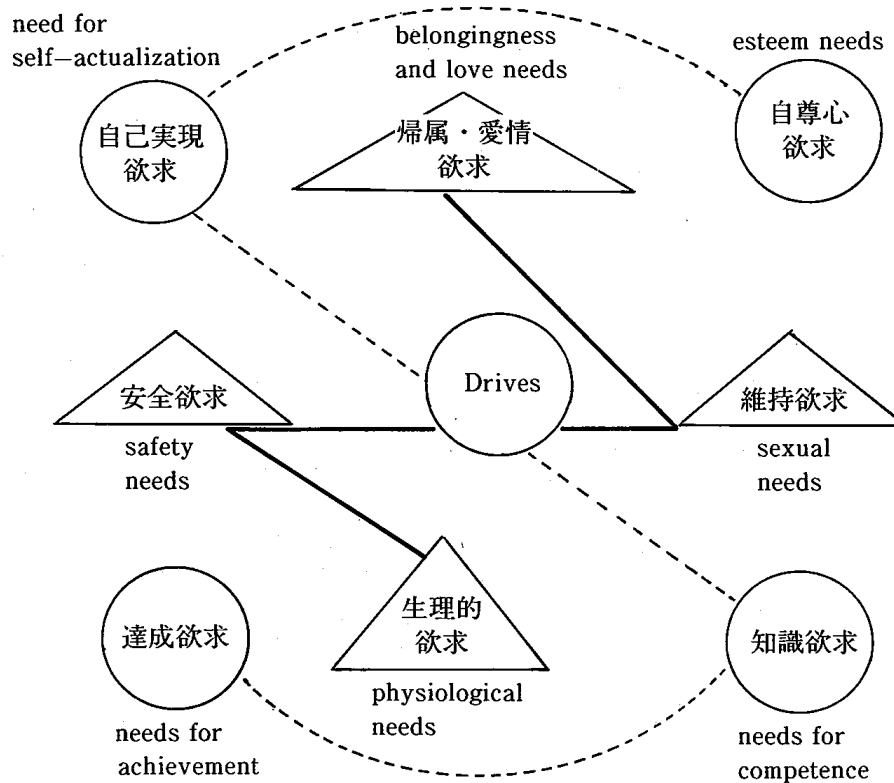 need for
self—actualization
自己実現
欲求
belongingness
and love needs
帰属・愛情
欲求
esteem needs
自尊心
欲求
Drives
安全欲求
safety
needs
維持欲求
sexual
needs
達成欲求
needs for
achievement
生理的
欲求
physiological
needs
知識欲求
needs for
competence